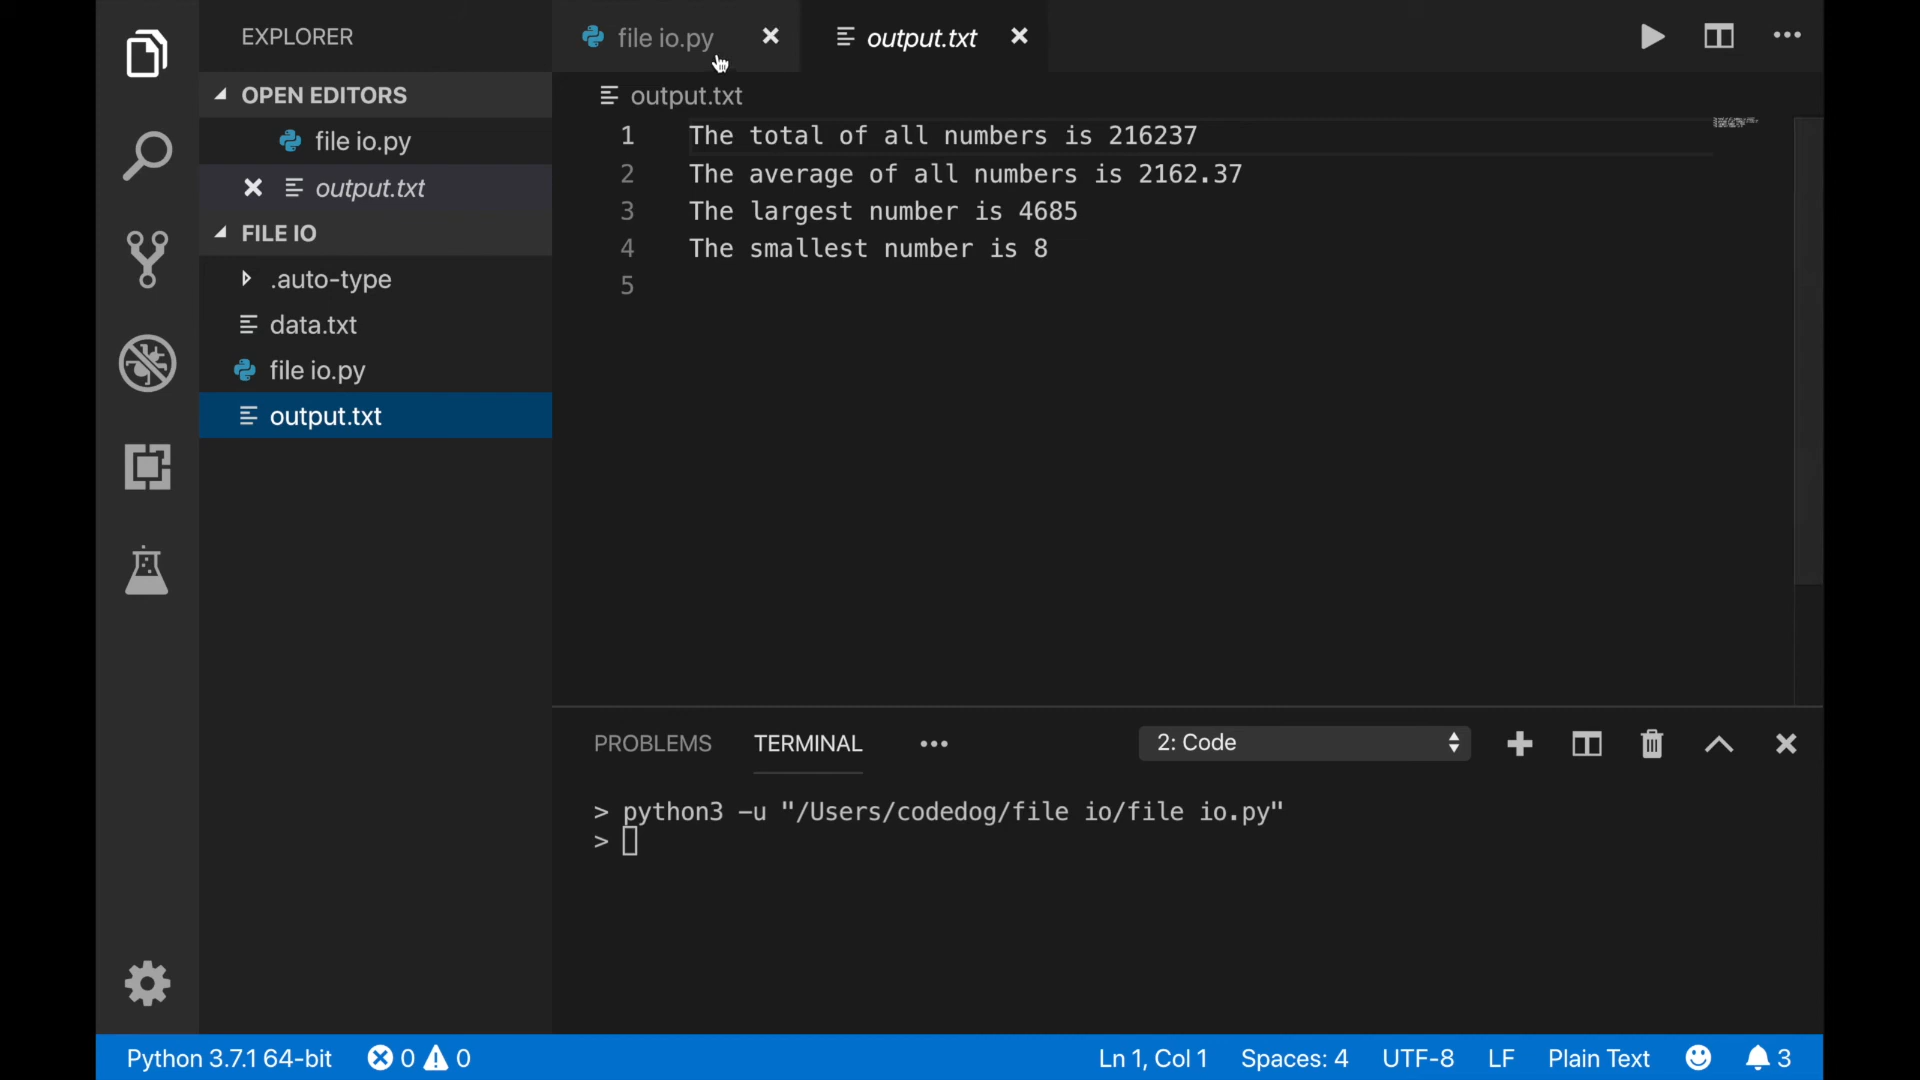 EXPLORER
OPEN EDITORS
file io.py
output.txt
FILE IO
.auto-type
data.txt
file io.py
output.txt
file io.py
output.txt
output.txt
1 The total of all numbers is 216237
2 The average of all numbers is 2162.37
3 The largest number is 4685
4 The smallest number is 8
5
PROBLEMS TERMINAL 2: Code
> python3 -u "/Users/codedog/file io/file io.py"
>
Python 3.7.1 64-bit 0 0 Ln 1, Col 1 Spaces: 4 UTF-8 LF Plain Text 3